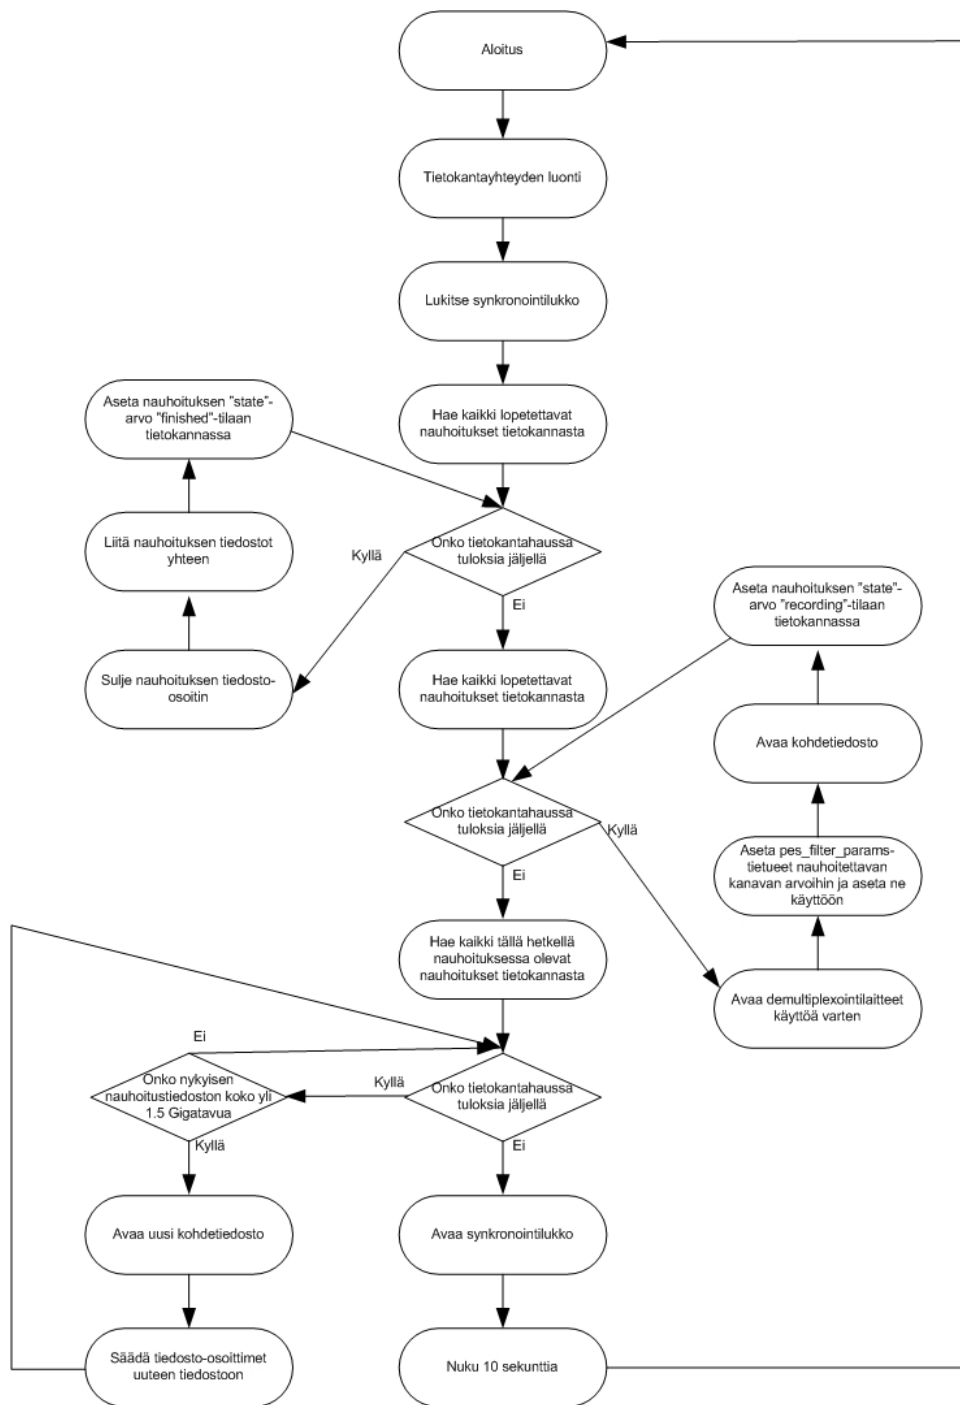 Aloitus
Tietokantayhteyden luonti
Lukitse synkronointilukko
Hae kaikki lopetettavat
nauhoitukset tietokannasta
Aseta nauhoituksen "state"-
arvo "finished"-tilaan
tietokannassa
Liitä nauhoituksen tiedostot
yhteen
Sulje nauhoituksen tiedosto-
osoitin
Kyllä
Onko tietokantahaussa
tuloksia jäljellä
Ei
Hae kaikki lopetettavat
nauhoitukset tietokannasta
Aseta nauhoituksen "state"-
arvo "recording"-tilaan
tietokannassa
Avaa kohdetiedosto
Aseta pes_filter_params-
tietueet nauhoitettavan
kanavan arvoihin ja aseta ne
käyttöön
Avaa demultiplexointilaitteet
käyttöä varten
Onko tietokantahaussa
tuloksia jäljellä
Kyllä
Ei
Hae kaikki tällä hetkellä
nauhoituksessa olevat
nauhoitukset tietokannasta
Ei
Onko nykyisen
nauhoitustiedoston koko yli
1.5 Gigatavua
Kyllä
Onko tietokantahaussa
tuloksia jäljellä
Kyllä
Ei
Avaa uusi kohdetiedosto
Avaa synkronointilukko
Säädä tiedosto-osoittimet
uuteen tiedostoon
Nuku 10 sekunttia